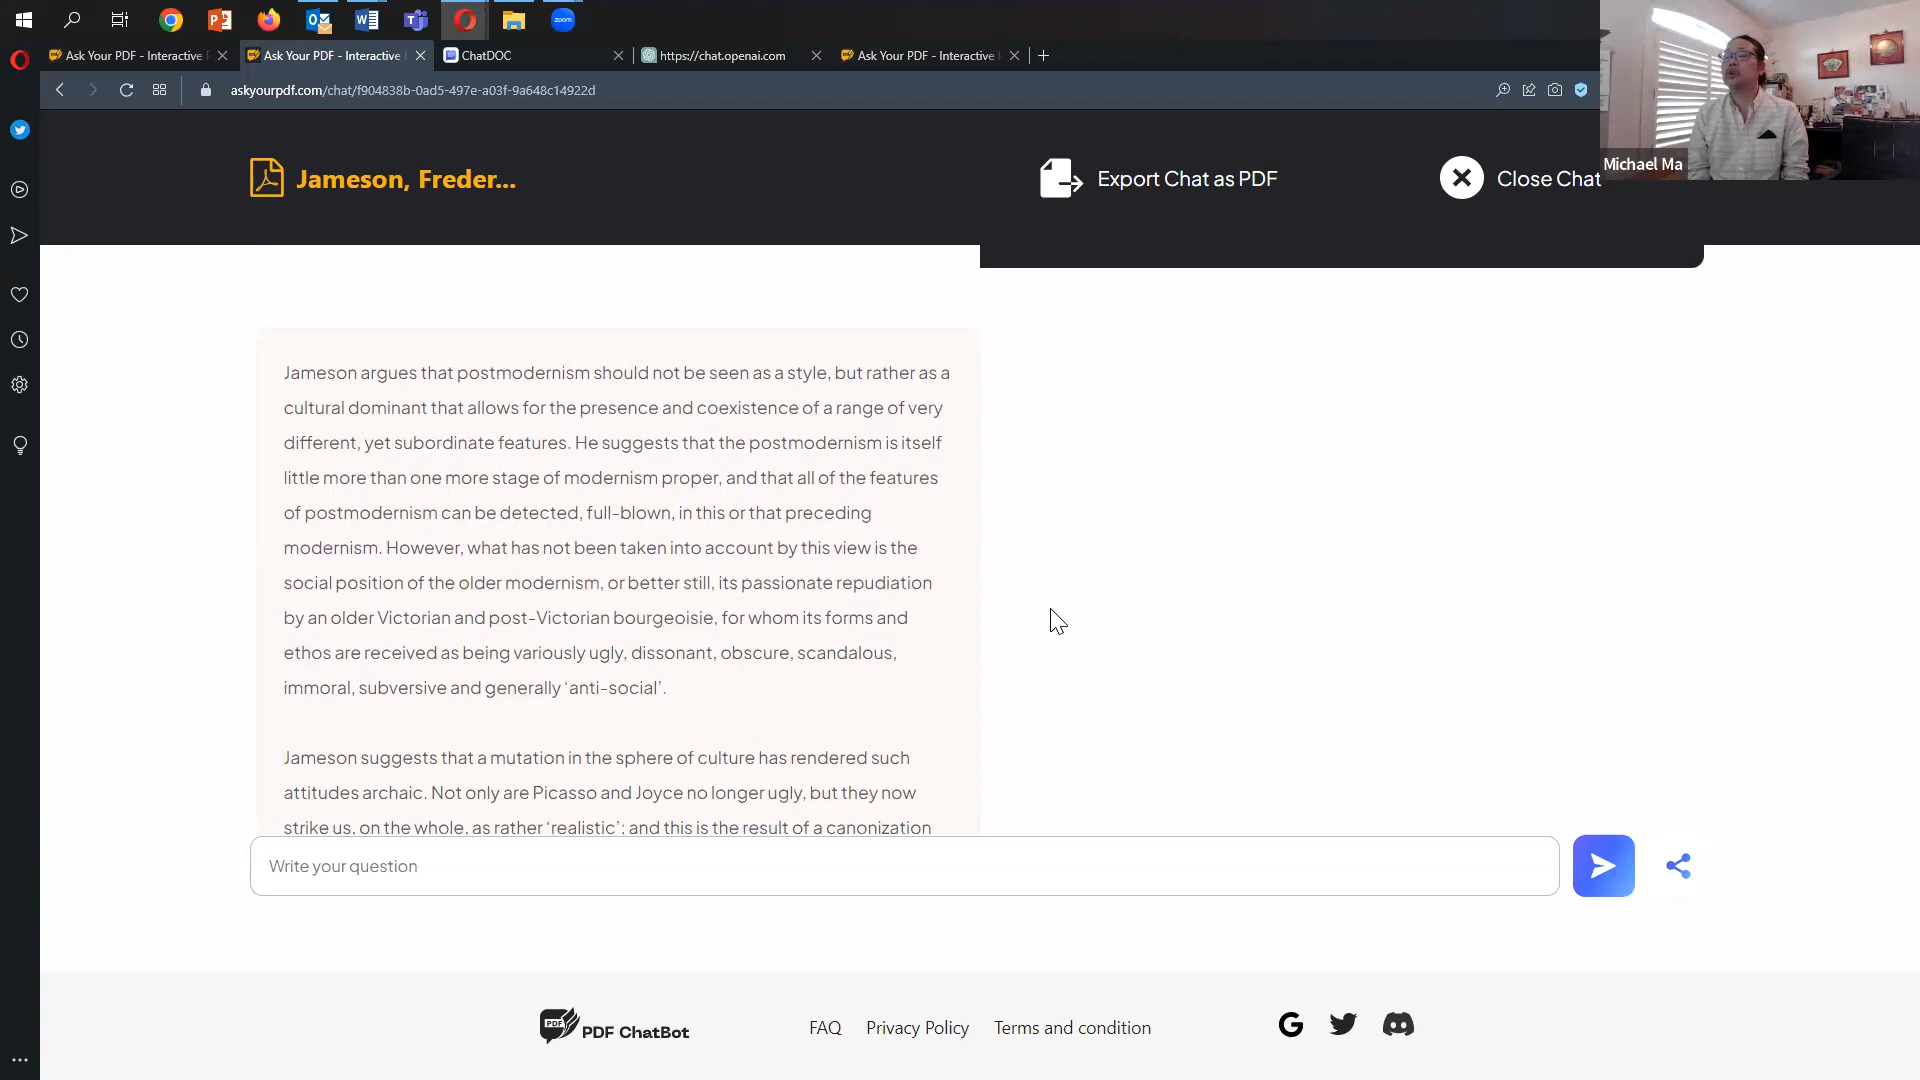 zoom
Ask Your PDF - Interactive
Ask Your PDF - Interactive
ChatDOC
https://chat.openai.com
Ask Your PDF - Interactive
askyourpdf.com/chat/f904838b-0ad5-497e-a03f-9a648c14922d
Michael Ma
Jameson, Freder...
Export Chat as PDF
Close Chat
Jameson argues that postmodernism should not be seen as a style, but rather as a
cultural dominant that allows for the presence and coexistence of a range of very
different, yet subordinate features. He suggests that the postmodernism is itself
little more than one more stage of modernism proper, and that all of the features
of postmodernism can be detected, full-blown, in this or that preceding
modernism. However, what has not been taken into account by this view is the
social position of the older modernism, or better still, its passionate repudiation
by an older Victorian and post-Victorian bourgeoisie, for whom its forms and
ethos are received as being variously ugly, dissonant, obscure, scandalous,
immoral, subversive and generally ‘anti-social’.
Jameson suggests that a mutation in the sphere of culture has rendered such
attitudes archaic. Not only are Picasso and Joyce no longer ugly, but they now
strike us, on the whole, as rather ‘realistic’; and this is the result of a canonization
Write your question
PDF ChatBot
FAQ
Privacy Policy
Terms and condition